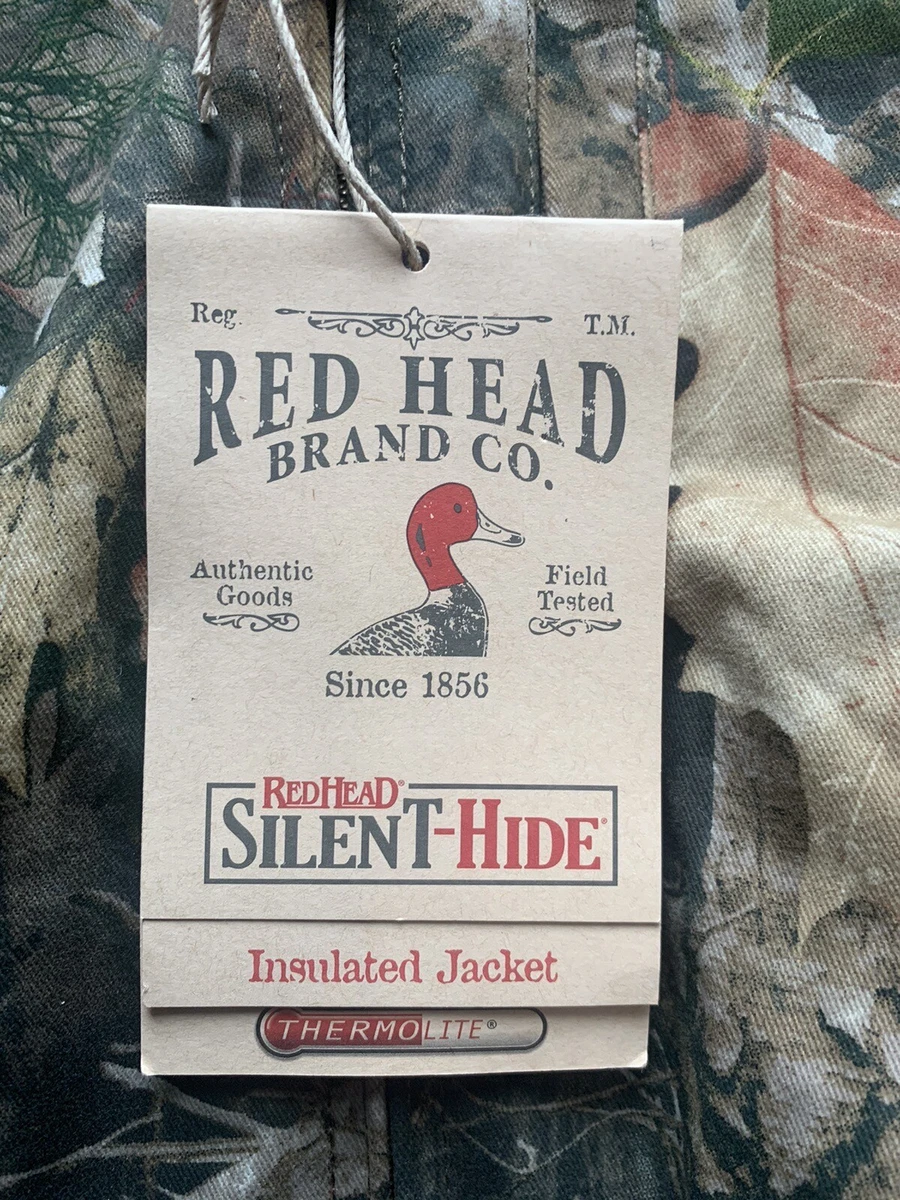 Reg.
T.M.
RED HEAD
BRAND CO.
Authentic
Goods
Field
Tested
Since 1856
REDHEAD®
SILENT-HIDE®
Insulated Jacket
THERMOLITE®